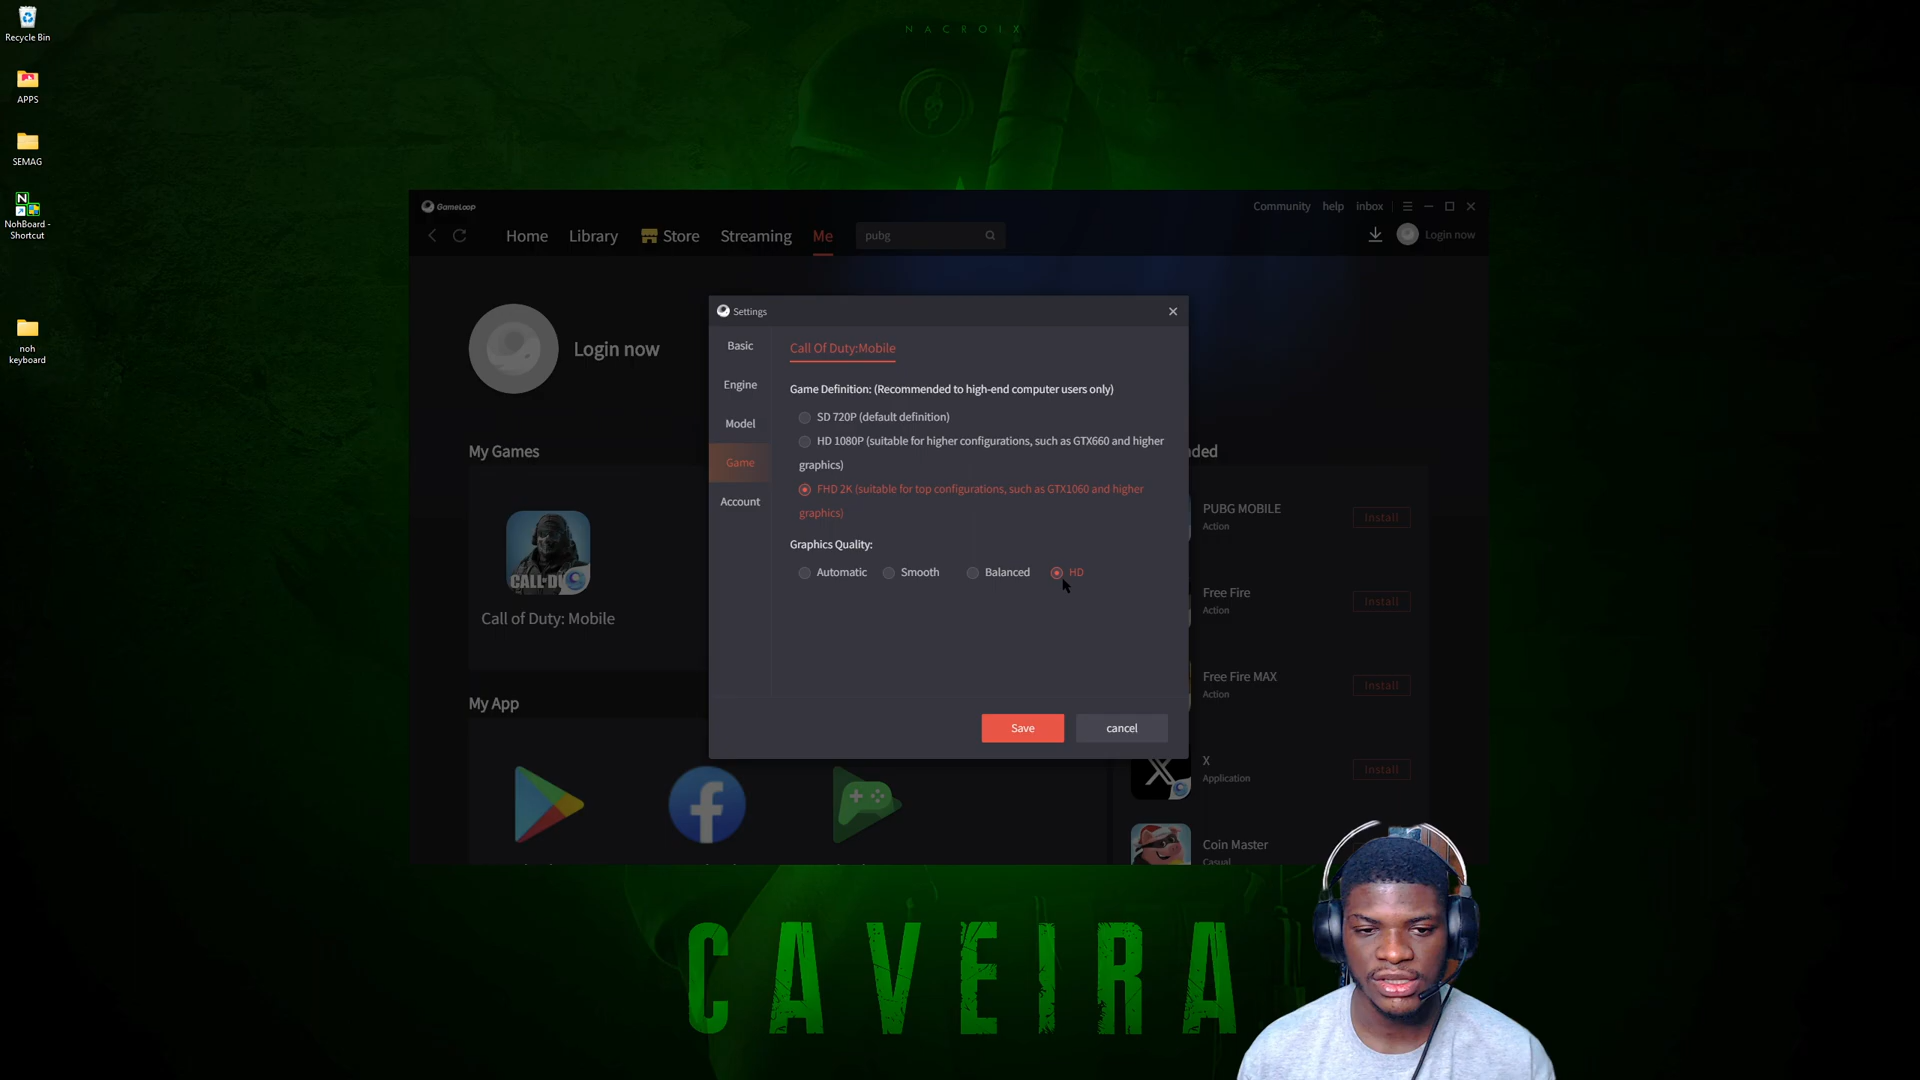 Recycle Bin
APPS
SEMAG
NohBoard -
Shortcut
noh
keyboard
NACROIX
GameLoop
Community help inbox
Home Library Store Streaming Me pubg Login now
Login now
My Games
CALL·DUTY
Call of Duty: Mobile
My App
Settings
Basic
Engine
Model
Game
Account
Call Of Duty:Mobile
Game Definition: (Recommended to high-end computer users only)
SD 720P (default definition)
HD 1080P (suitable for higher configurations, such as GTX660 and higher
graphics)
FHD 2K (suitable for top configurations, such as GTX1060 and higher
graphics)
Graphics Quality:
Automatic Smooth Balanced HD
Save cancel
nded
PUBG MOBILE
Action
Install
Free Fire
Action
Install
Free Fire MAX
Action
Install
X
Application
Install
Coin Master
Casual
CAVEIRA